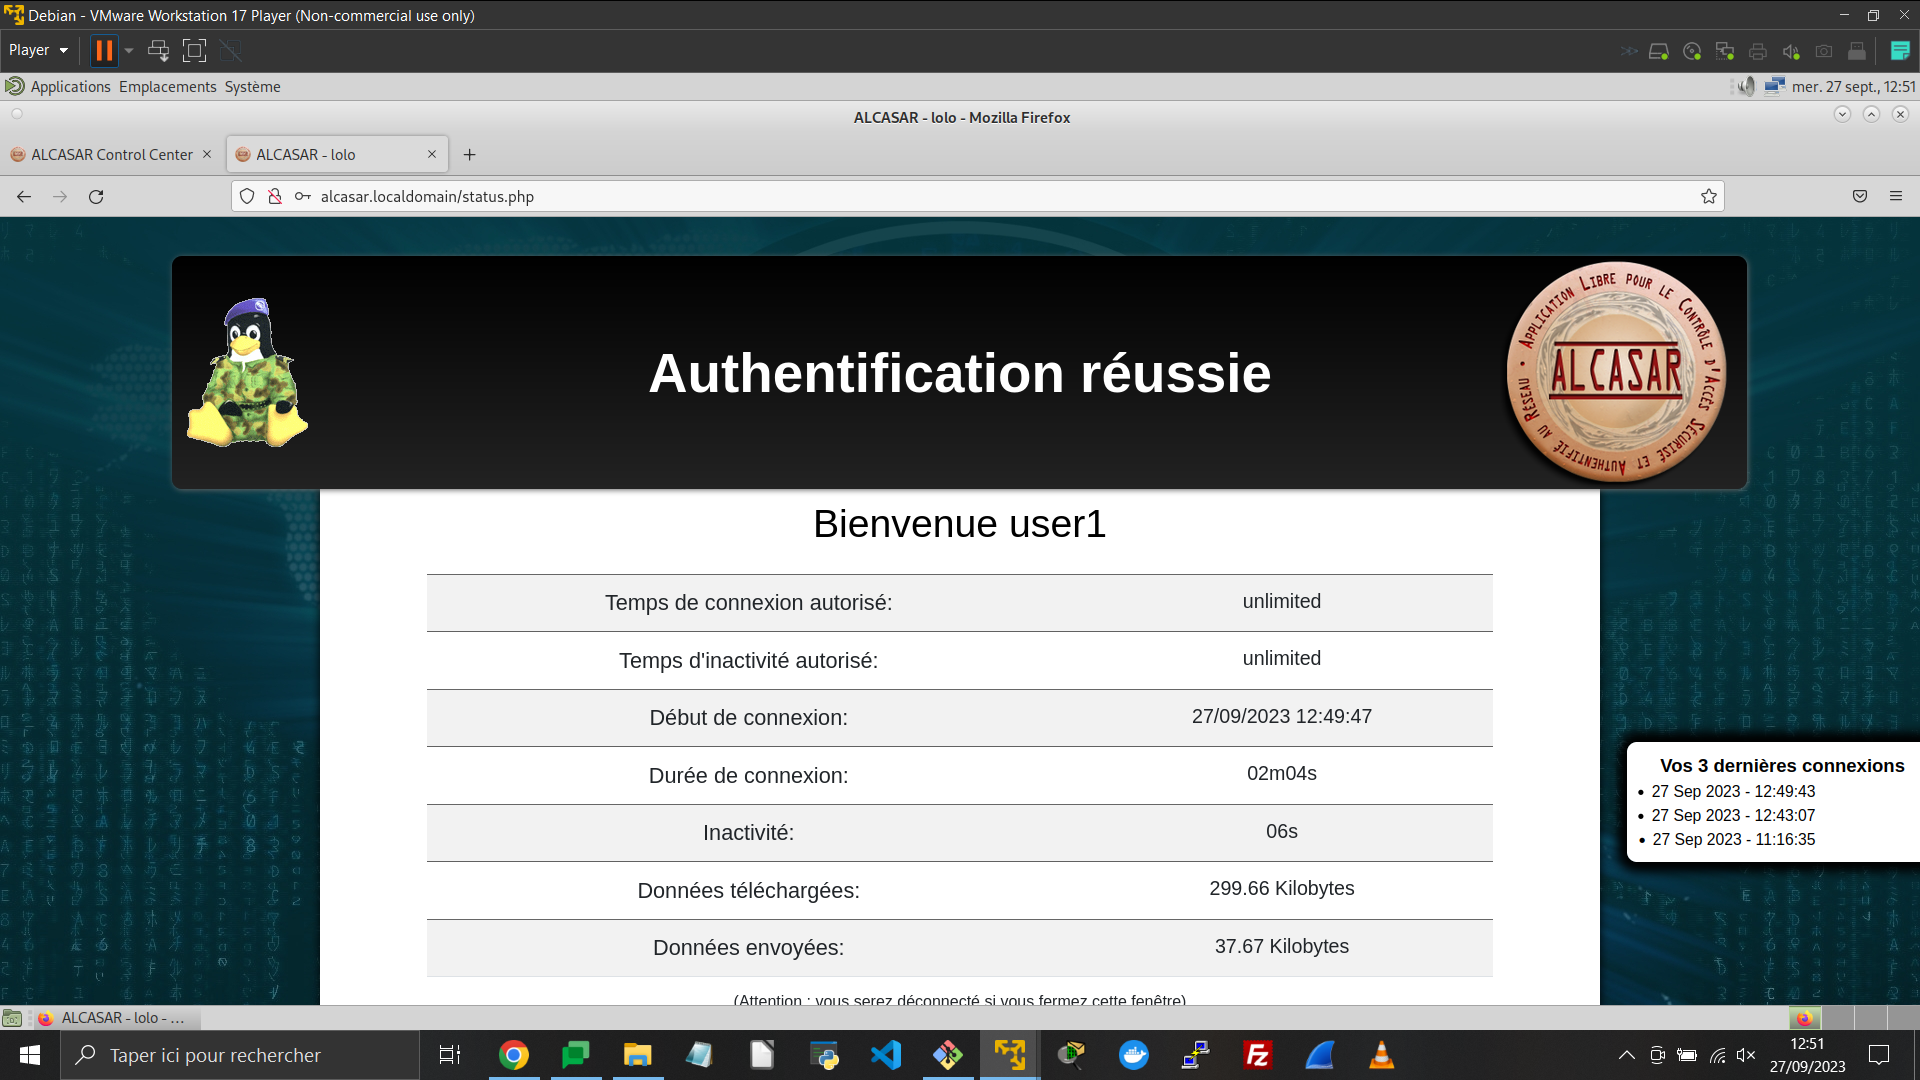 Debian - VMware Workstation 17 Player (Non-commercial use only)
Player
Applications Emplacements Système
mer. 27 sept., 12:51
ALCASAR - lolo - Mozilla Firefox
ALCASAR Control Center
ALCASAR - lolo
alcasar.localdomain/status.php
Authentification réussie
APPLICATION LIBRE POUR LE CONTRÔLE D'ACCÈS SÉCURISÉ ET AUTHENTIFIÉ AU RÉSEAU •
ALCASAR
Bienvenue user1
Temps de connexion autorisé: unlimited
Temps d'inactivité autorisé: unlimited
Début de connexion: 27/09/2023 12:49:47
Durée de connexion: 02m04s
Inactivité: 06s
Données téléchargées: 299.66 Kilobytes
Données envoyées: 37.67 Kilobytes
(Attention : vous serez déconnecté si vous fermez cette fenêtre)
Vos 3 dernières connexions
• 27 Sep 2023 - 12:49:43
• 27 Sep 2023 - 12:43:07
• 27 Sep 2023 - 11:16:35
ALCASAR - lolo - ...
Taper ici pour rechercher
12:51
27/09/2023